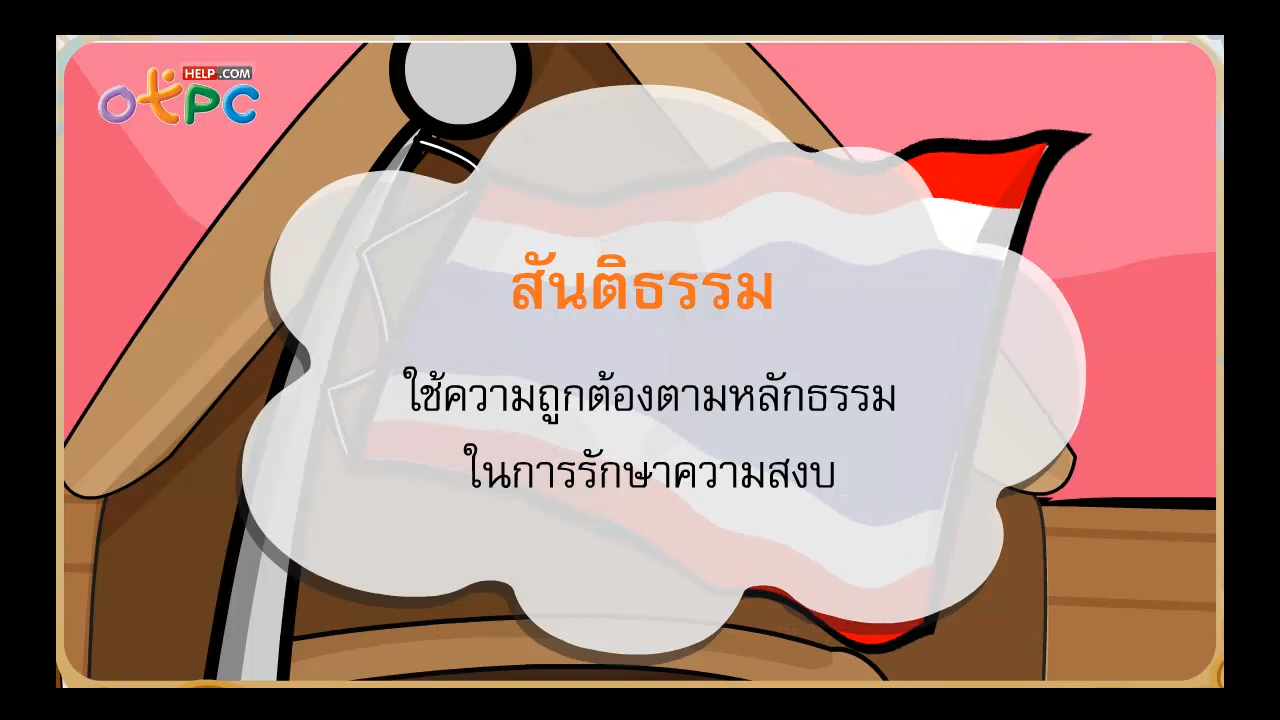 HELP.COM
OTPC
สันติธรรม
ใช้ความถูกต้องตามหลักธรรม
ในการรักษาความสงบ